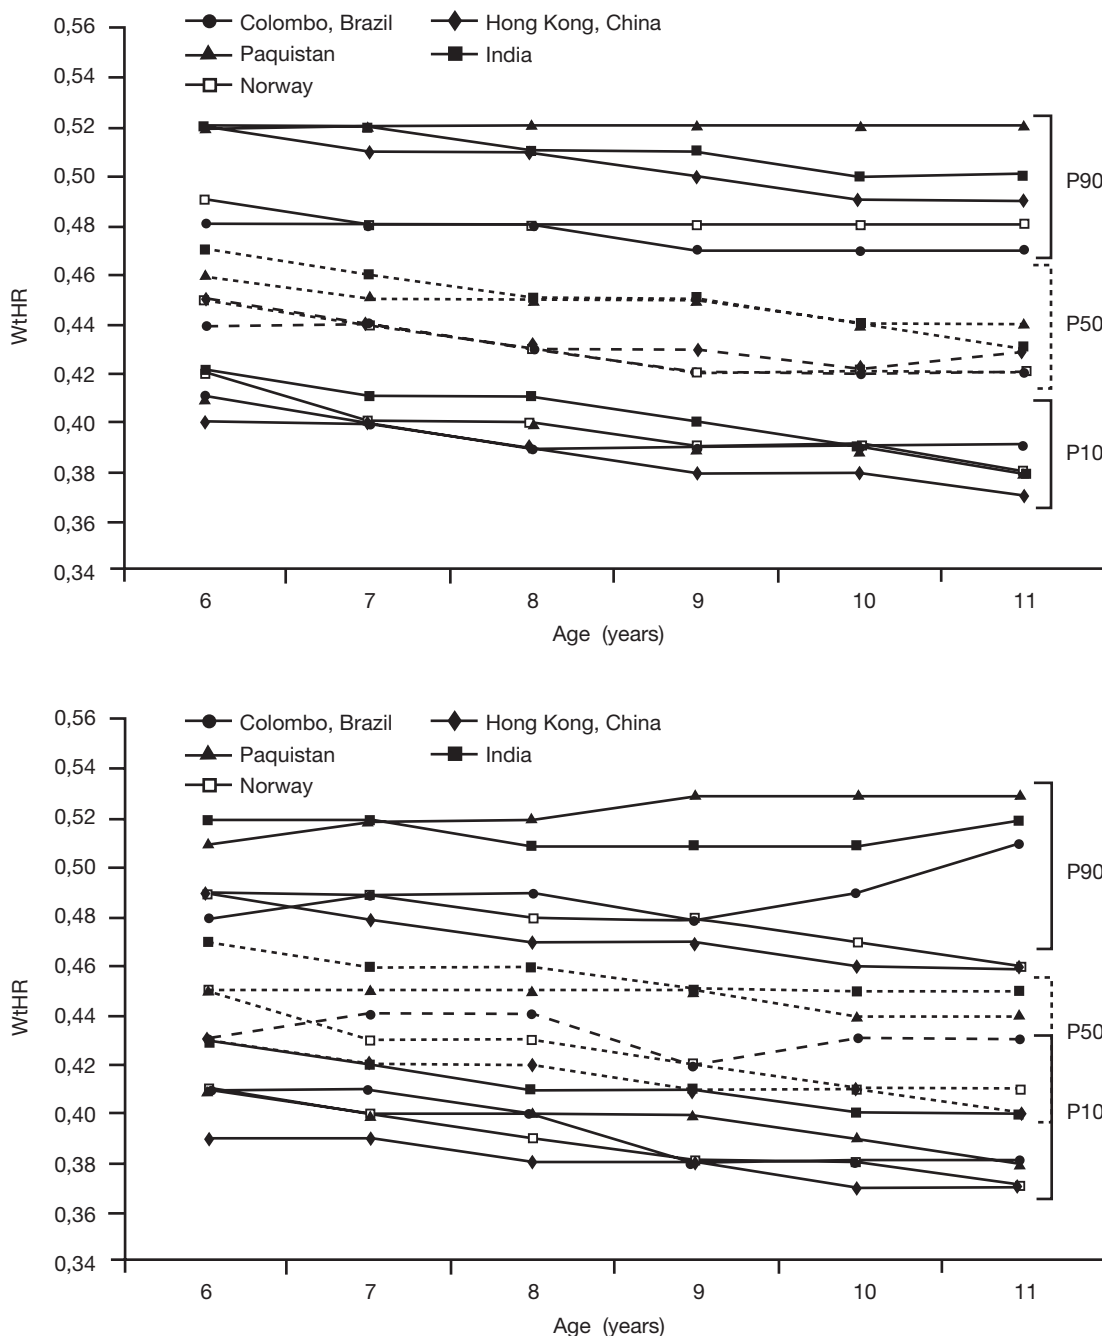 0,56
0,54
0,52
0,50
0,48
0,46
0,44
0,42
0,40
0,38
0,36
0,34
WtHR
Colombo, Brazil
Paquistan
Norway
Hong Kong, China
India
P90
P50
P10
6 7 8 9 10 11
Age (years)
0,56
0,54
0,52
0,50
0,48
0,46
0,44
0,42
0,40
0,38
0,36
0,34
WtHR
Colombo, Brazil
Paquistan
Norway
Hong Kong, China
India
P90
P50
P10
6 7 8 9 10 11
Age (years)